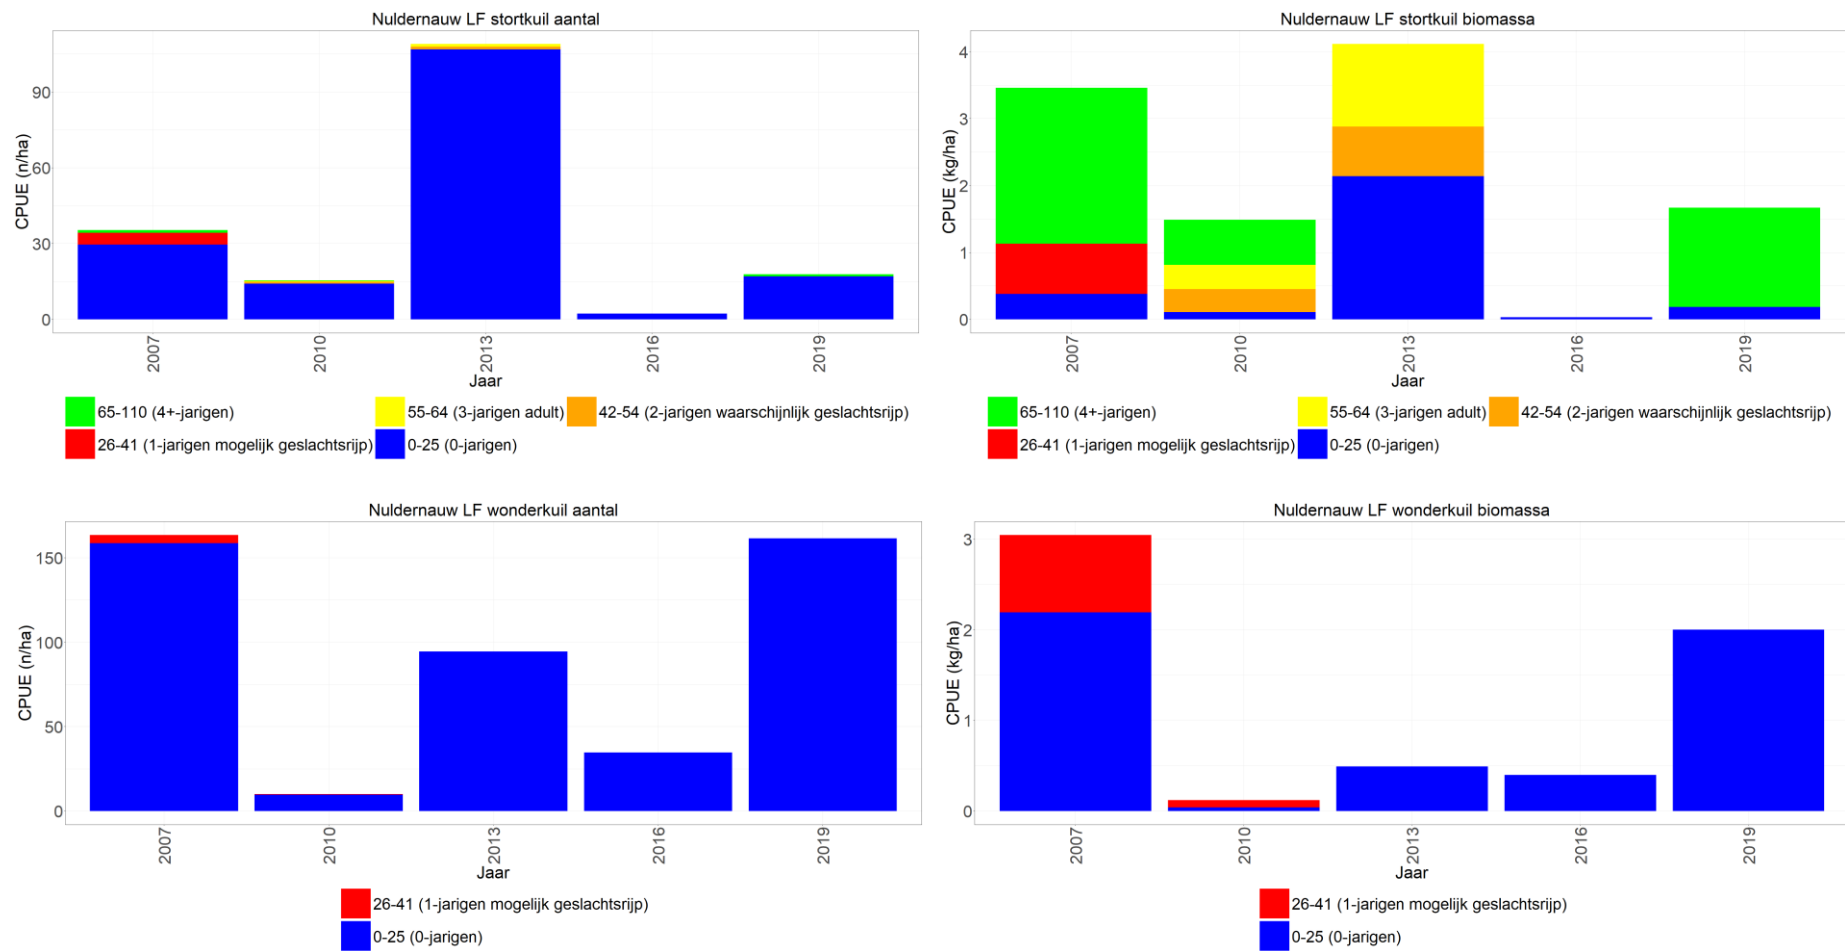 Nuldernauw LF stortkuil aantal
CPUE (n/ha)
90
60
30
0
2007
2010
2013
2016
2019
Jaar
65-110 (4+-jarigen)
55-64 (3-jarigen adult)
42-54 (2-jarigen waarschijnlijk geslachtsrijp)
26-41 (1-jarigen mogelijk geslachtsrijp)
0-25 (0-jarigen)
Nuldernauw LF stortkuil biomassa
CPUE (kg/ha)
4
3
2
1
0
2007
2010
2013
2016
2019
Jaar
65-110 (4+-jarigen)
55-64 (3-jarigen adult)
42-54 (2-jarigen waarschijnlijk geslachtsrijp)
26-41 (1-jarigen mogelijk geslachtsrijp)
0-25 (0-jarigen)
Nuldernauw LF wonderkuil aantal
CPUE (n/ha)
150
100
50
0
2007
2010
2013
2016
2019
Jaar
26-41 (1-jarigen mogelijk geslachtsrijp)
0-25 (0-jarigen)
Nuldernauw LF wonderkuil biomassa
CPUE (kg/ha)
3
2
1
0
2007
2010
2013
2016
2019
Jaar
26-41 (1-jarigen mogelijk geslachtsrijp)
0-25 (0-jarigen)